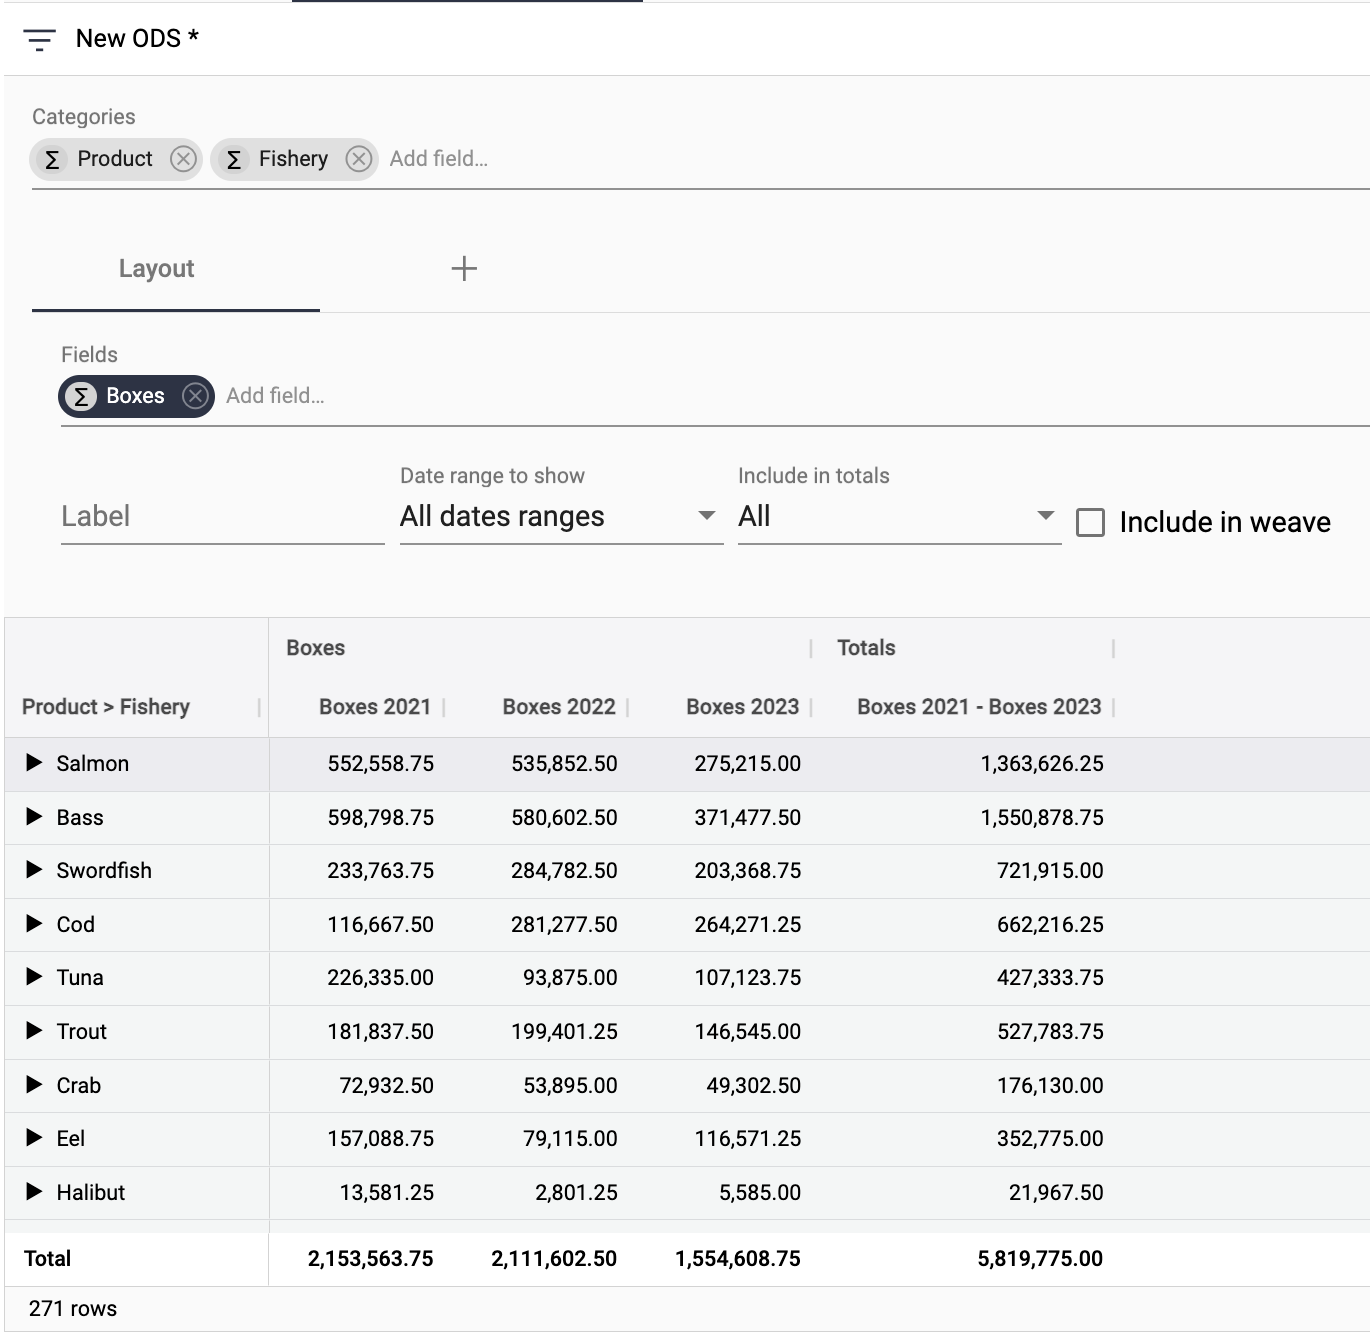 New ODS *
Categories
Σ Product Σ Fishery Add field...
Layout +
Fields
Σ Boxes Add field...
Date range to show Include in totals
Label All dates ranges All Include in weave
Boxes Totals
Product > Fishery Boxes 2021 Boxes 2022 Boxes 2023 Boxes 2021 - Boxes 2023
Salmon 552,558.75 535,852.50 275,215.00 1,363,626.25
Bass 598,798.75 580,602.50 371,477.50 1,550,878.75
Swordfish 233,763.75 284,782.50 203,368.75 721,915.00
Cod 116,667.50 281,277.50 264,271.25 662,216.25
Tuna 226,335.00 93,875.00 107,123.75 427,333.75
Trout 181,837.50 199,401.25 146,545.00 527,783.75
Crab 72,932.50 53,895.00 49,302.50 176,130.00
Eel 157,088.75 79,115.00 116,571.25 352,775.00
Halibut 13,581.25 2,801.25 5,585.00 21,967.50
Total 2,153,563.75 2,111,602.50 1,554,608.75 5,819,775.00
271 rows